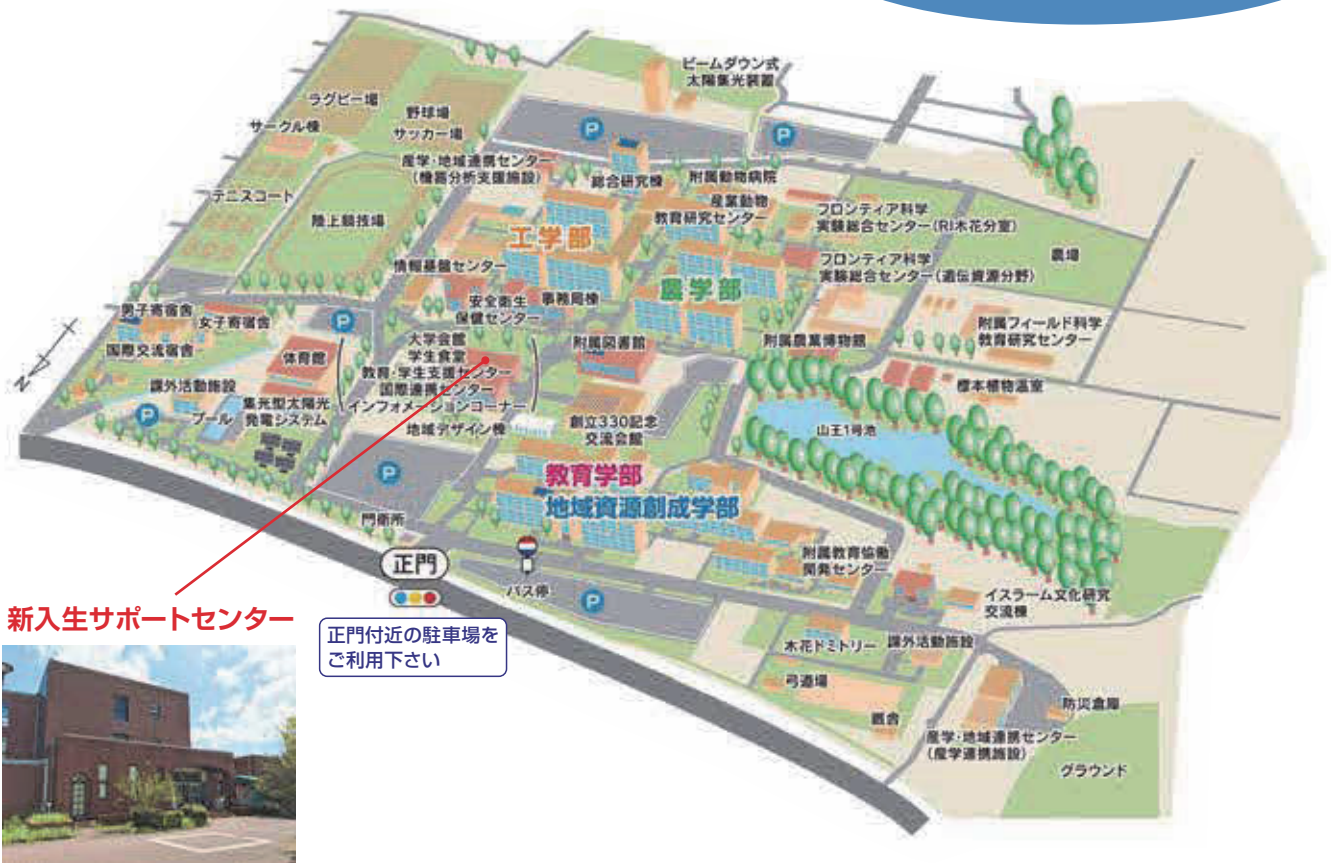 ビームダウン式
太陽集光装置
ラグビー場
野球場
サッカー場
サークル棟
P
P
産学・地域連携センター
(機器分析支援施設)
総合研究棟
附属動物病院
産業動物
教育研究センター
テニスコート
陸上競技場
フロンティア科学
実験総合センター(RI木花分室)
工学部
情報基盤センター
フロンティア科学
実験総合センター(遺伝資源分野)
農場
農学部
安全衛生
保健センター
事務局棟
男子寄宿舎
女子寄宿舎
国際交流宿舎
P
体育館
大学会館
学生食堂
教育・学生支援センター
国際連携センター
インフォメーションコーナー
附属図書館
附属農業博物館
附属フィールド科学
教育研究センター
標本植物温室
N
課外活動施設
P
プール
集光型太陽光
発電システム
地域デザイン棟
創立330記念
交流会館
山王1号池
P
教育学部
地域資源創成学部
門衛所
正門
バス停
P
附属教育協働
開発センター
イスラーム文化研究
交流棟
新入生サポートセンター
正門付近の駐車場を
ご利用下さい
木花ドミトリー
課外活動施設
弓道場
厩舎
防災倉庫
産学・地域連携センター
(産学連携施設)
グラウンド